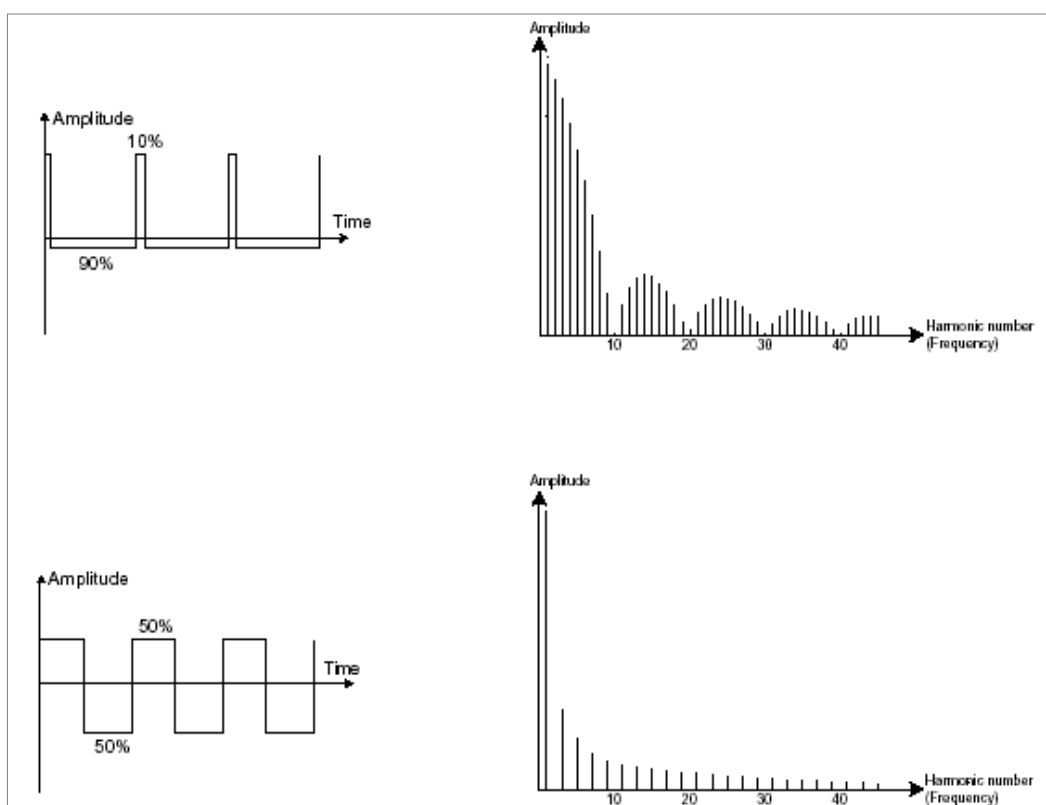 Amplitude
10%
Time
90%
Amplitude
10
20
30
40
Harmonic number
(Frequency)
Amplitude
50%
Time
50%
Amplitude
10
20
30
40
Harmonic number
(Frequency)